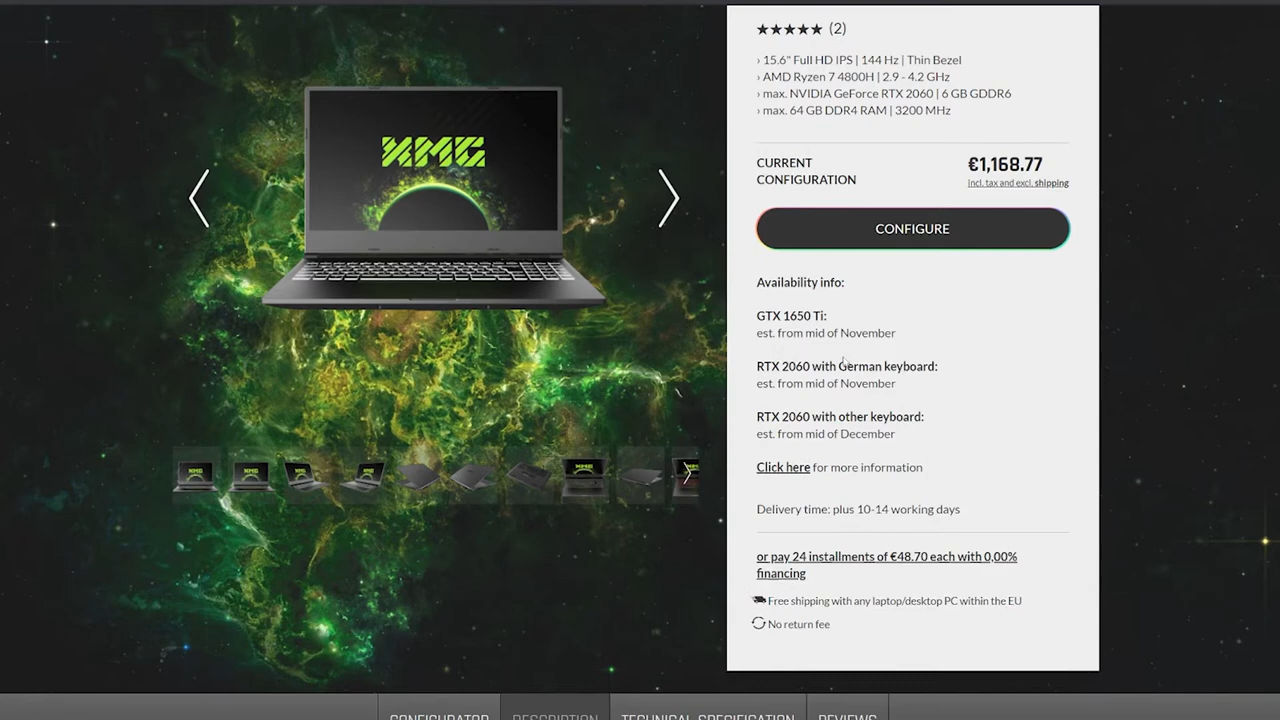 XMG
★★★★★ (2)
› 15.6" Full HD IPS | 144 Hz | Thin Bezel
› AMD Ryzen 7 4800H | 2.9 - 4.2 GHz
› max. NVIDIA GeForce RTX 2060 | 6 GB GDDR6
› max. 64 GB DDR4 RAM | 3200 MHz
CURRENT
CONFIGURATION
€1,168.77
incl. tax and excl. shipping
CONFIGURE
Availability info:
GTX 1650 Ti:
est. from mid of November
RTX 2060 with German keyboard:
est. from mid of November
RTX 2060 with other keyboard:
est. from mid of December
Click here for more information
Delivery time: plus 10-14 working days
or pay 24 installments of €48.70 each with 0,00%
financing
Free shipping with any laptop/desktop PC within the EU
No return fee
CONFIGURATOR
DESCRIPTION
TECHNICAL SPECIFICATION
REVIEWS